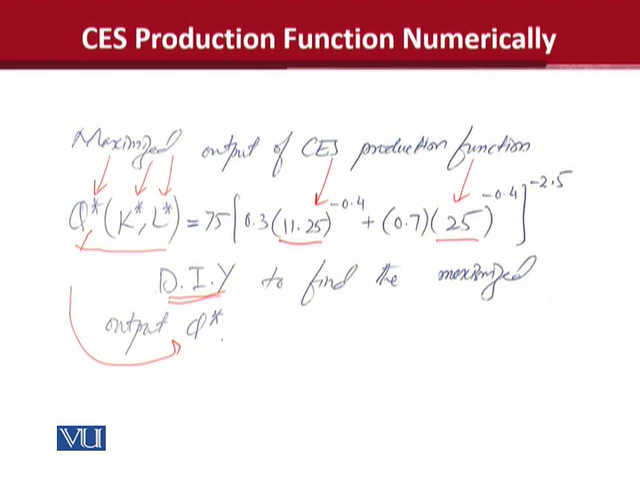 CES Production Function Numerically
Maximized output of CES production function
Q*(K*, L*) = 75[0.3(11.25)^-0.4 + (0.7)(25)^-0.4]^-2.5
D.I.Y to find the maximized
output Q*.
VU